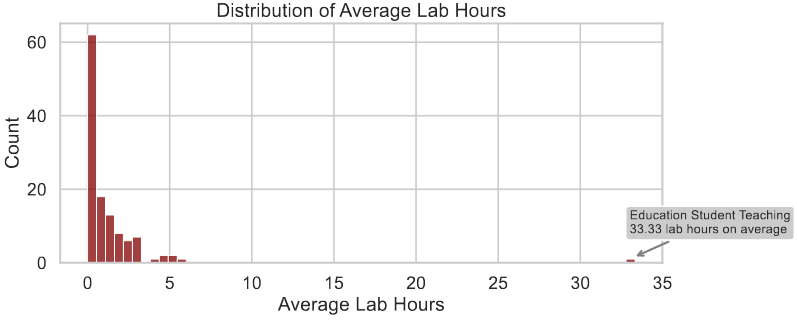 Distribution of Average Lab Hours
Count
60
40
20
0
Education Student Teaching
33.33 lab hours on average
0 5 10 15 20 25 30 35
Average Lab Hours